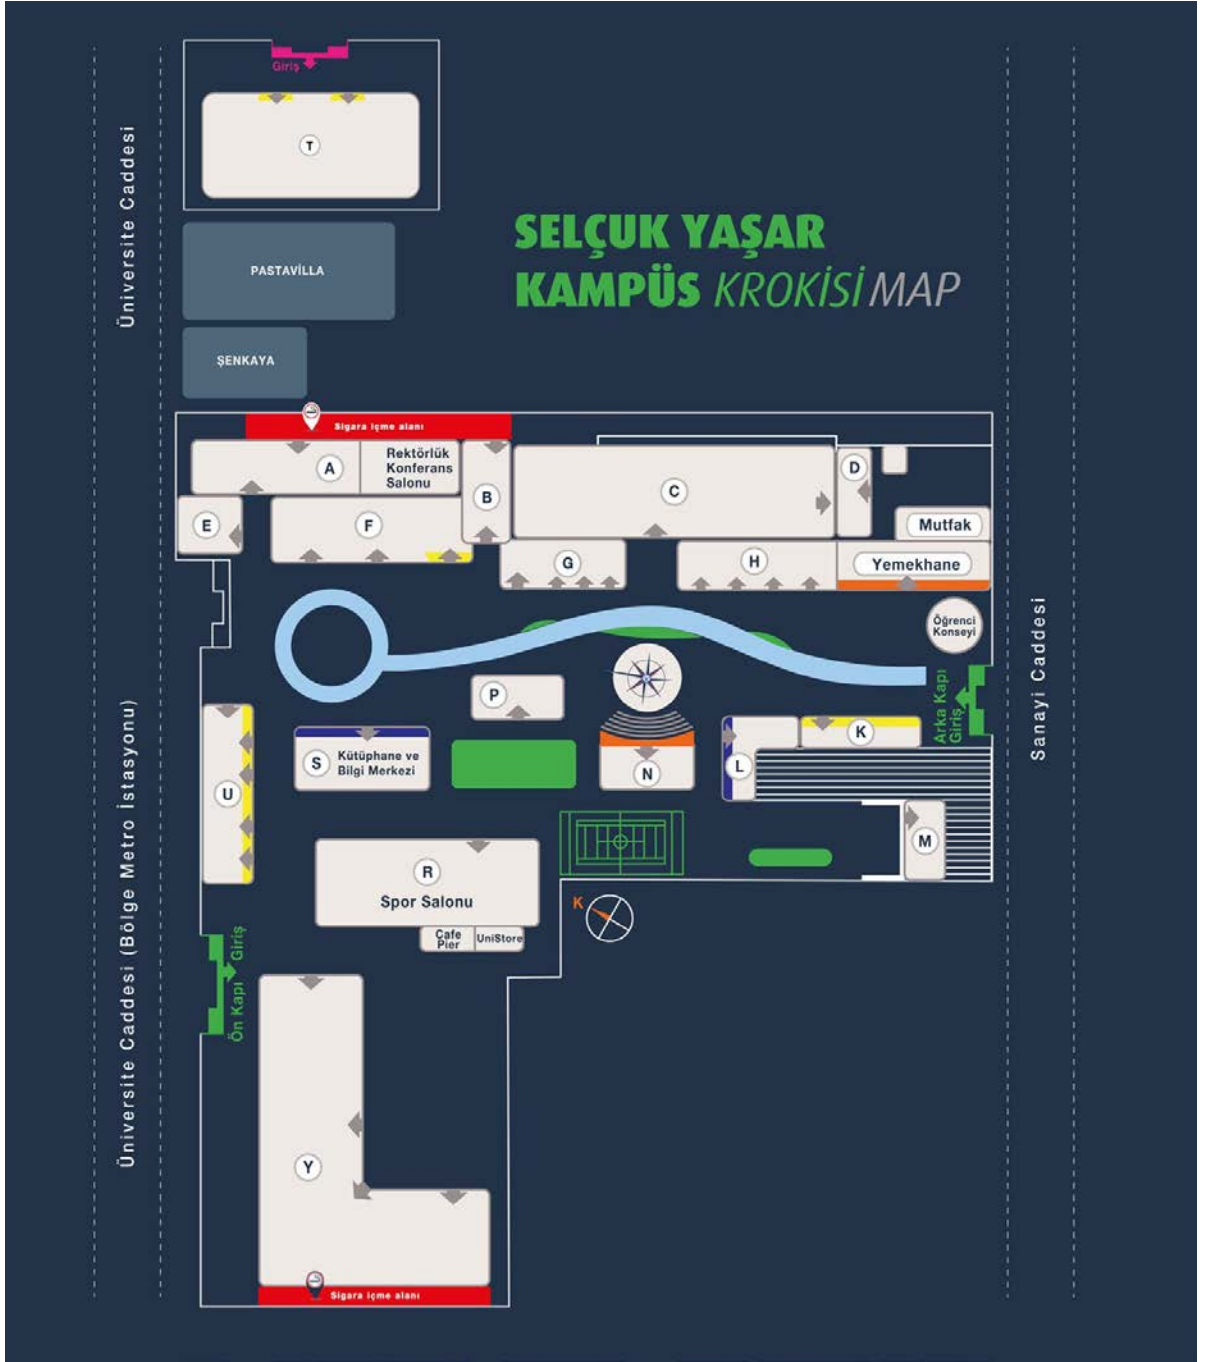 Giriş
T
Üniversite Caddesi
PASTAVILLA
SELÇUK YAŞAR
KAMPÜS KROKİSİ MAP
ŞENKAYA
Sigara içme alanı
A
Rektörlük
Konferans
Salonu
B
C
D
E
F
Mutfak
G
H
Yemekhane
Öğrenci
Konseyi
Sanayi Caddesi
Arka Kapı
Giriş
P
S
Kütüphane ve
Bilgi Merkezi
N
L
K
U
M
R
Spor Salonu
Cafe
Pier
UniStore
K
Ön Kapı Giriş
Üniversite Caddesi (Bölge Metro İstasyonu)
Y
Sigara içme alanı